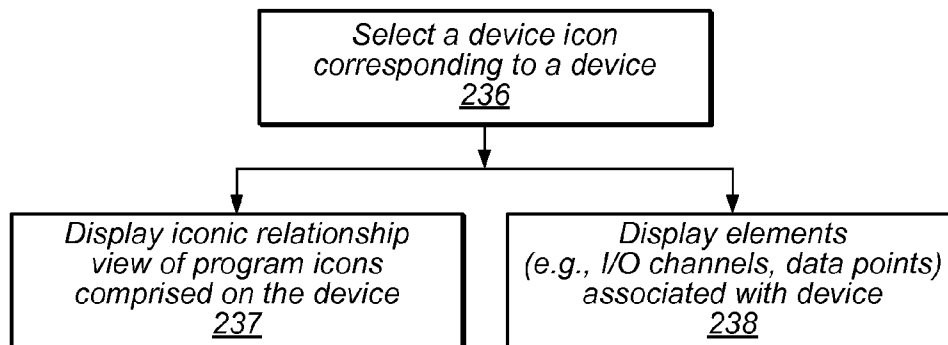 Select a device icon
corresponding to a device
236
Display iconic relationship
view of program icons
comprised on the device
237
Display elements
(e.g., I/O channels, data points)
associated with device
238